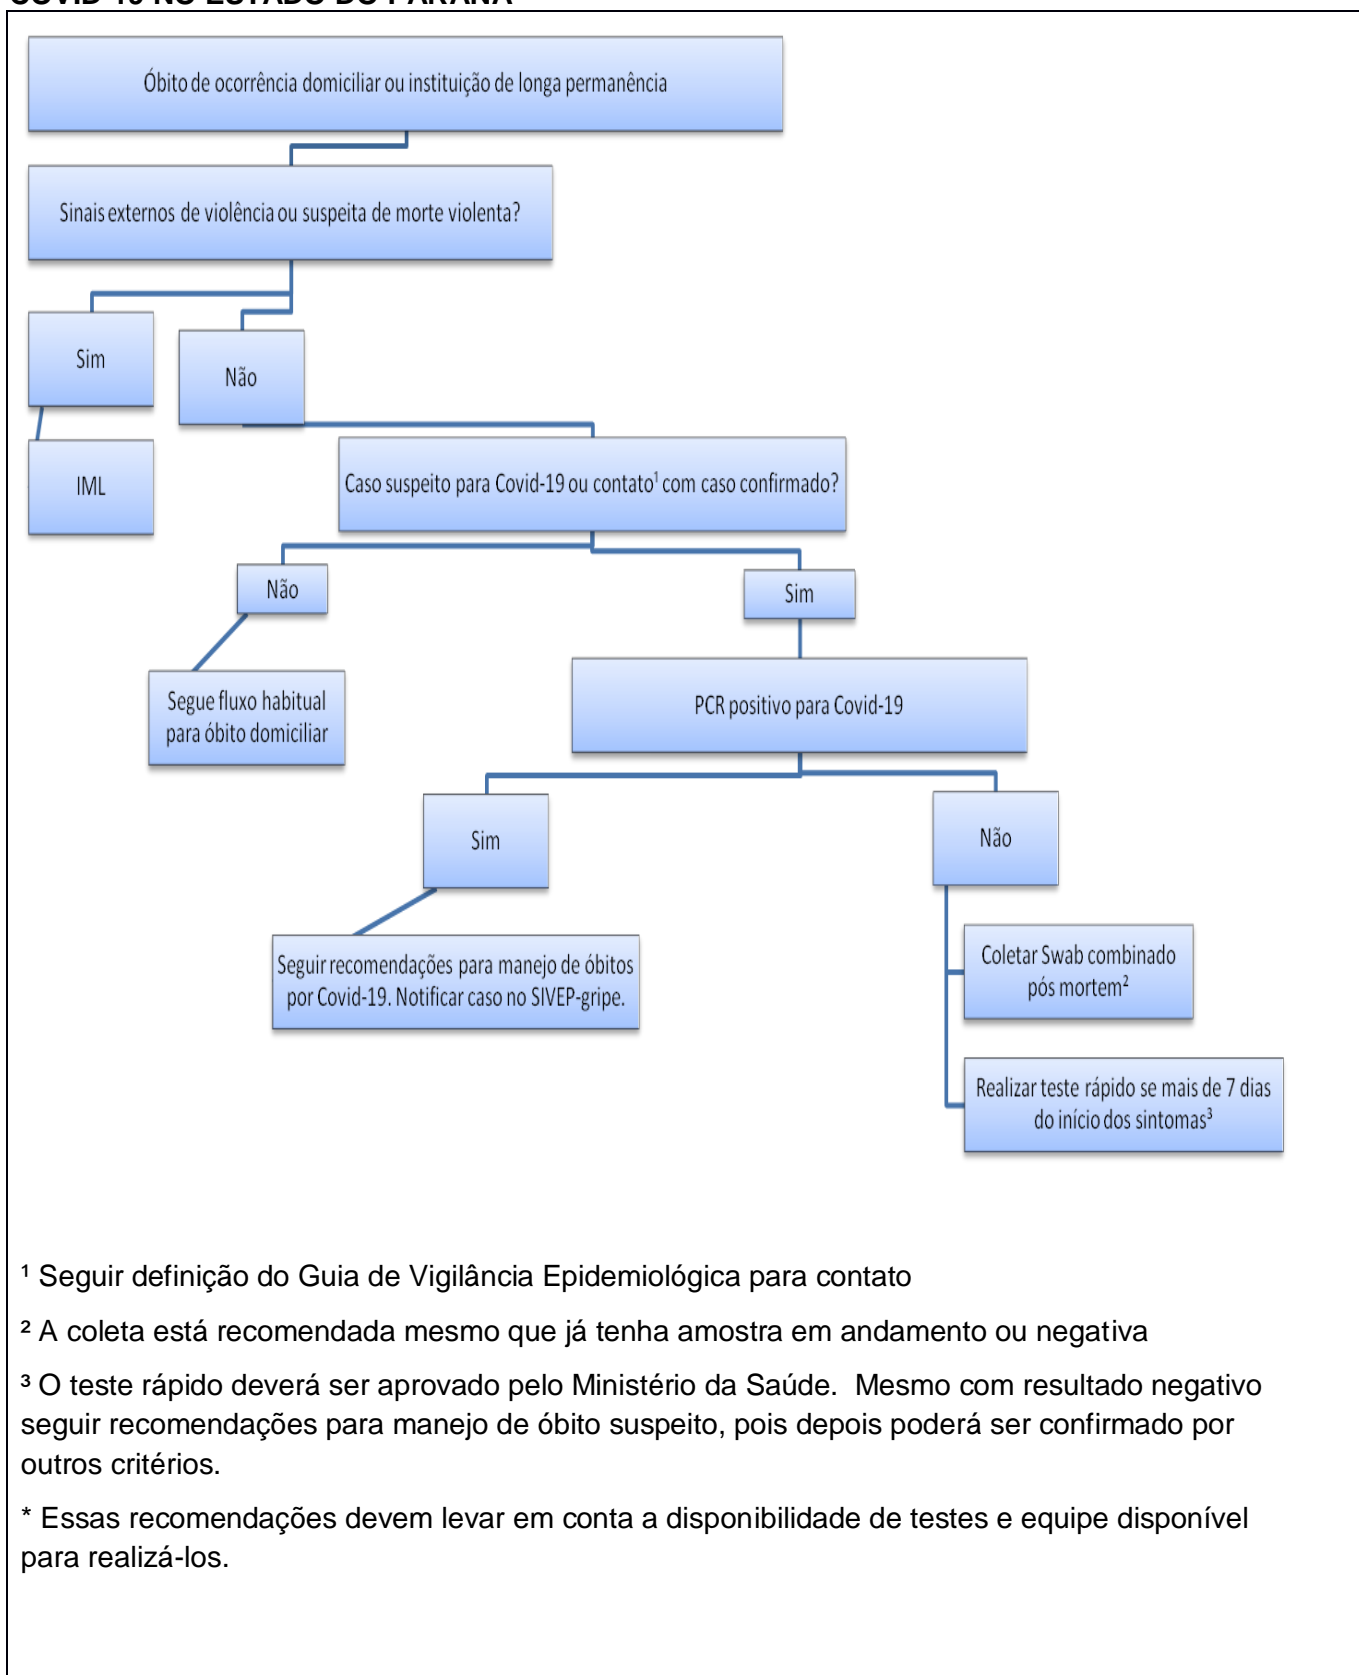 COVID-19 NO ESTADO DO PARANÁ
Óbito de ocorrência domiciliar ou instituição de longa permanência
Sinais externos de violência ou suspeita de morte violenta?
Sim
Não
IML
Caso suspeito para Covid-19 ou contato¹ com caso confirmado?
Não
Sim
Segue fluxo habitual
para óbito domiciliar
PCR positivo para Covid-19
Sim
Não
Seguir recomendações para manejo de óbitos
por Covid-19. Notificar caso no SIVEP-gripe.
Coletar Swab combinado
pós mortem²
Realizar teste rápido se mais de 7 dias
do início dos sintomas³
¹ Seguir definição do Guia de Vigilância Epidemiológica para contato
² A coleta está recomendada mesmo que já tenha amostra em andamento ou negativa
³ O teste rápido deverá ser aprovado pelo Ministério da Saúde. Mesmo com resultado negativo
seguir recomendações para manejo de óbito suspeito, pois depois poderá ser confirmado por
outros critérios.
* Essas recomendações devem levar em conta a disponibilidade de testes e equipe disponível
para realizá-los.